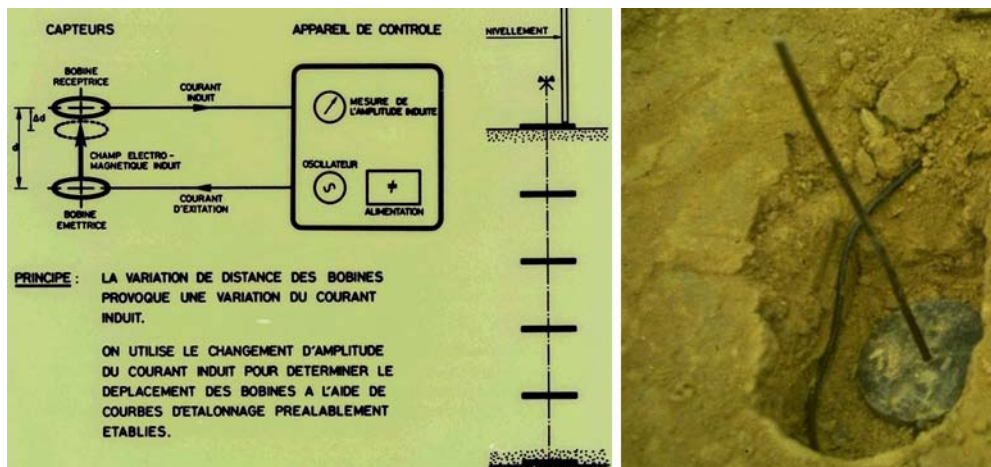 CAPTEURS
APPAREIL DE CONTROLE
NIVELLEMENT
BOBINE
RECEPTRICE
COURANT
INDUIT
MESURE DE
L'AMPLITUDE INDUITE
Δd
d
CHAMP ELECTRO-
MAGNETIQUE INDUIT
OSCILLATEUR
COURANT
D'EXITATION
ALIMENTATION
BOBINE
EMETTRICE
PRINCIPE : LA VARIATION DE DISTANCE DES BOBINES
PROVOQUE UNE VARIATION DU COURANT
INDUIT.
ON UTILISE LE CHANGEMENT D'AMPLITUDE
DU COURANT INDUIT POUR DETERMINER LE
DEPLACEMENT DES BOBINES A L'AIDE DE
COURBES D'ETALONNAGE PREALABLEMENT
ETABLIES.